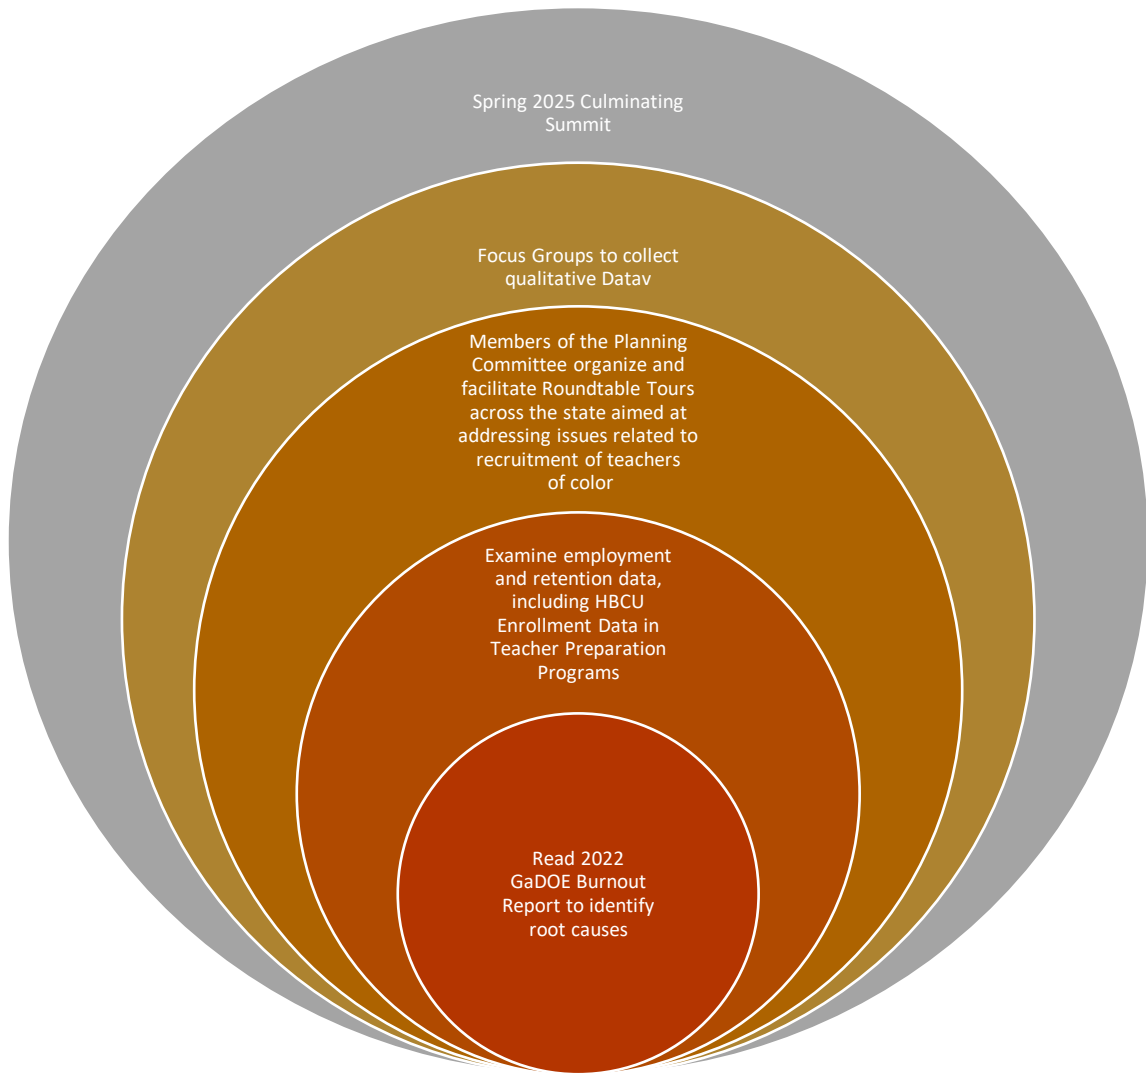 Spring 2025 Culminating
Summit
Focus Groups to collect
qualitative Datav
Members of the Planning
Committee organize and
facilitate Roundtable Tours
across the state aimed at
addressing issues related to
recruitment of teachers
of color
Examine employment
and retention data,
including HBCU
Enrollment Data in
Teacher Preparation
Programs
Read 2022
GaDOE Burnout
Report to identify
root causes